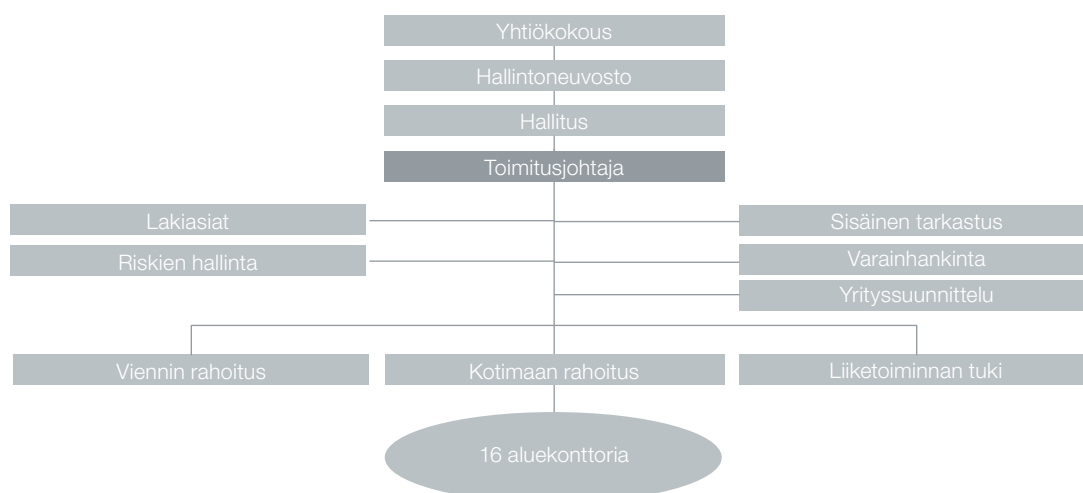 Yhtiökokous
Hallintoneuvosto
Hallitus
Toimitusjohtaja
Lakiasiat
Sisäinen tarkastus
Riskien hallinta
Varainhankinta
Yrityssuunnittelu
Viennin rahoitus
Kotimaan rahoitus
Liiketoiminnan tuki
16 aluekonttoria